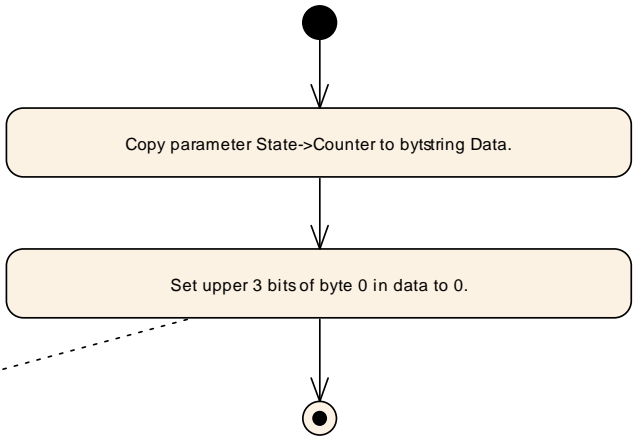 Copy parameter State->Counter to bytstring Data.
Set upper 3 bits of byte 0 in data to 0.